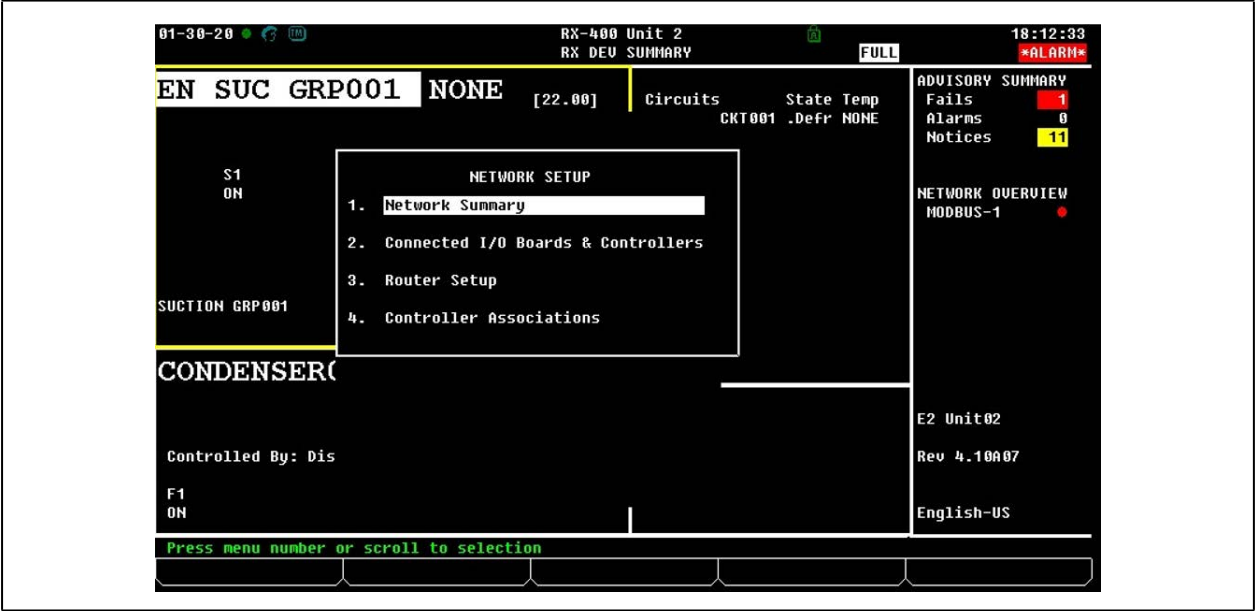 01-30-20 RX-400 Unit 2 18:12:33
RX DEV SUMMARY FULL *ALARM*
EN SUC GRP001 NONE [22.00]
Circuits State Temp
CKT001 .Defr NONE
ADVISORY SUMMARY
Fails 1
Alarms 0
Notices 11
S1
ON
NETWORK SETUP
1. Network Summary
2. Connected I/O Boards & Controllers
3. Router Setup
4. Controller Associations
NETWORK OVERVIEW
MODBUS-1
SUCTION GRP001
CONDENSER(
Controlled By: Dis
F1
ON
E2 Unit02
Rev 4.10A07
English-US
Press menu number or scroll to selection